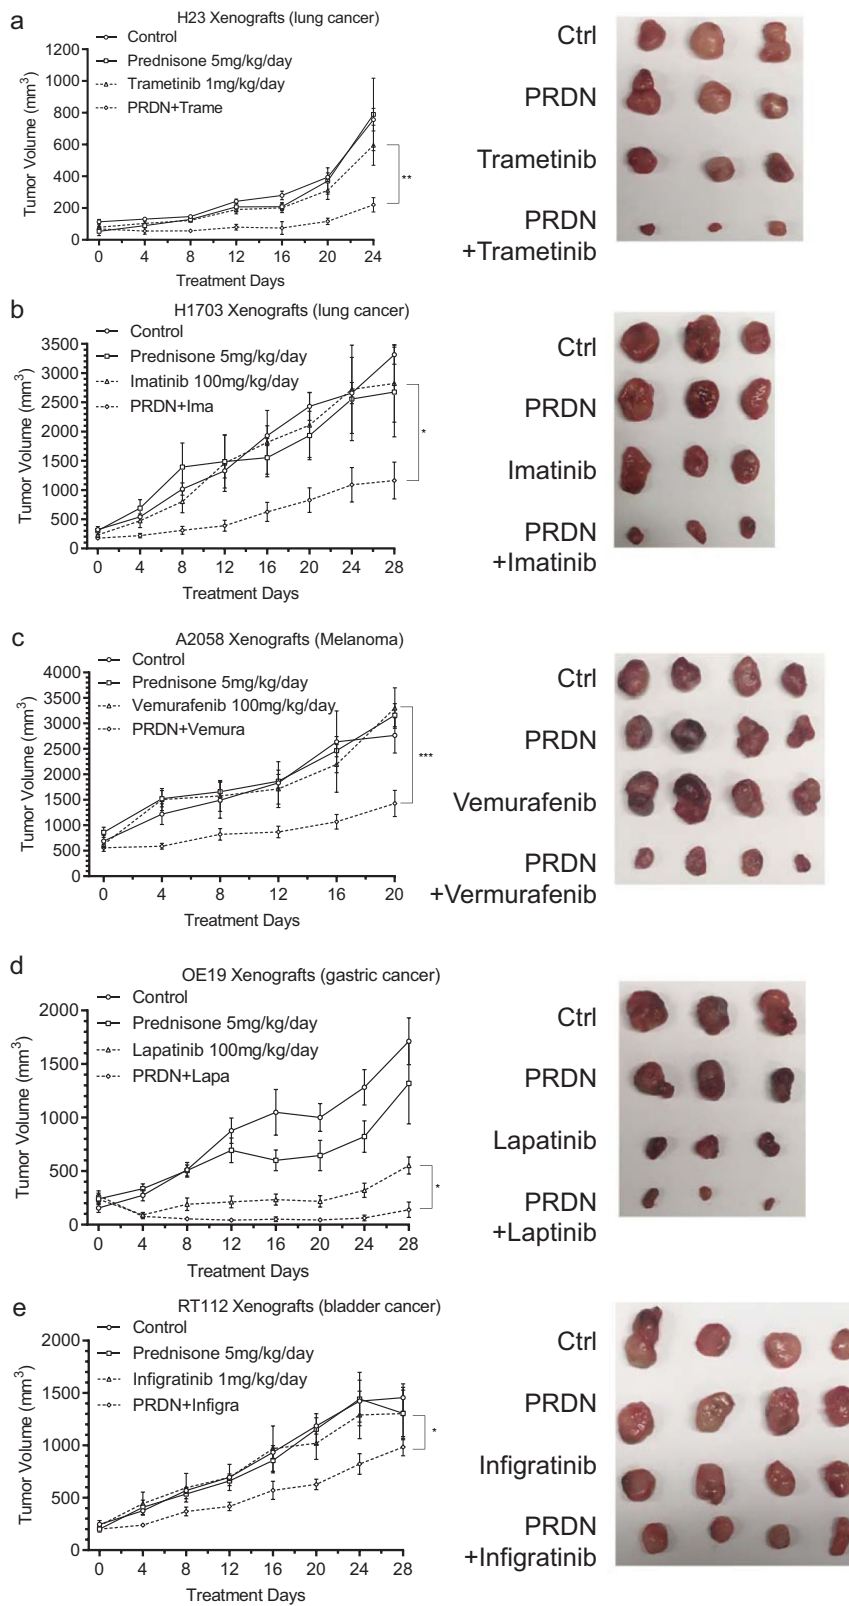 a
H23 Xenografts (lung cancer)
Control
Prednisone 5mg/kg/day
Trametinib 1mg/kg/day
PRDN+Trame
Tumor Volume (mm³)
1200
1000
800
600
400
200
0
**
0 4 8 12 16 20 24
Treatment Days
Ctrl
PRDN
Trametinib
PRDN
+Trametinib
b
H1703 Xenografts (lung cancer)
Control
Prednisone 5mg/kg/day
Imatinib 100mg/kg/day
PRDN+Ima
Tumor Volume (mm³)
3500
3000
2500
2000
1500
1000
500
0
*
0 4 8 12 16 20 24 28
Treatment Days
Ctrl
PRDN
Imatinib
PRDN
+Imatinib
c
A2058 Xenografts (Melanoma)
Control
Prednisone 5mg/kg/day
Vemurafenib 100mg/kg/day
PRDN+Vemura
Tumor Volume (mm³)
4000
3500
3000
2500
2000
1500
1000
500
0
***
0 4 8 12 16 20
Treatment Days
Ctrl
PRDN
Vemurafenib
PRDN
+Vermurafenib
d
OE19 Xenografts (gastric cancer)
Control
Prednisone 5mg/kg/day
Lapatinib 100mg/kg/day
PRDN+Lapa
Tumor Volume (mm³)
2000
1500
1000
500
0
*
0 4 8 12 16 20 24 28
Treatment Days
Ctrl
PRDN
Lapatinib
PRDN
+Laptinib
e
RT112 Xenografts (bladder cancer)
Control
Prednisone 5mg/kg/day
Infigratinib 1mg/kg/day
PRDN+Infigra
Tumor Volume (mm³)
2000
1500
1000
500
0
*
0 4 8 12 16 20 24 28
Treatment Days
Ctrl
PRDN
Infigratinib
PRDN
+Infigratinib